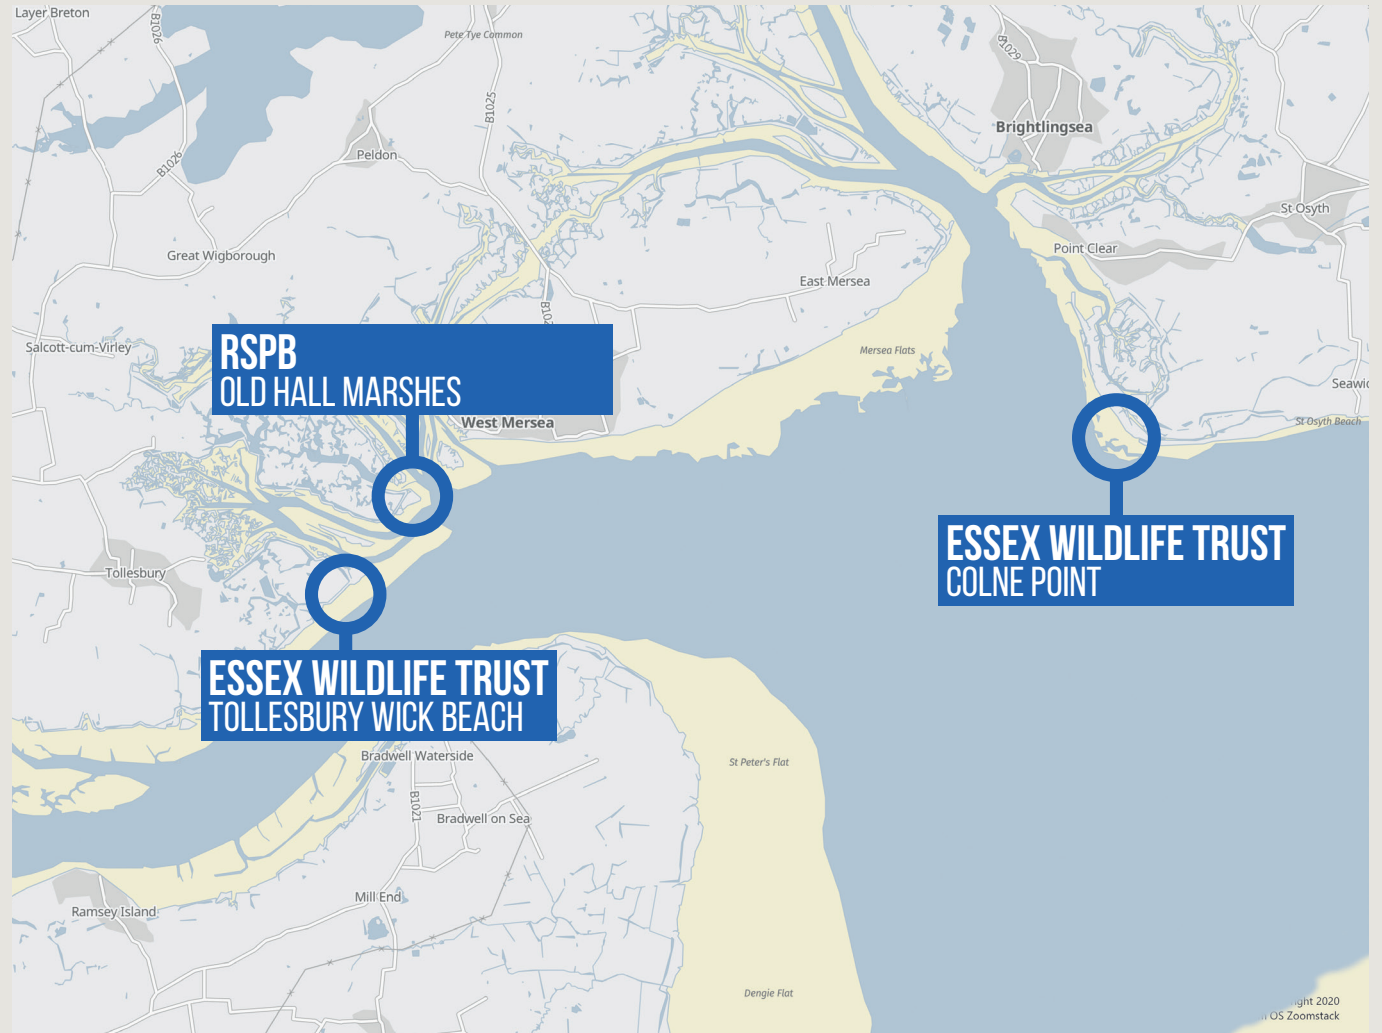 Layer Breton
B1026
Pete Tye Common
B1029
B1025
Brightlingsea
Peldon
B1026
St Osyth
Point Clear
Great Wigborough
East Mersea
Salcott-cum-Virley
Mersea Flats
RSPB
OLD HALL MARSHES
West Mersea
St Osyth Beach
ESSEX WILDLIFE TRUST
COLNE POINT
Tollesbury
ESSEX WILDLIFE TRUST
TOLLESBURY WICK BEACH
Bradwell Waterside
St Peter's Flat
B1021
Bradwell on Sea
Mill End
Ramsey Island
Dengie Flat
2020
OS Zoomstack